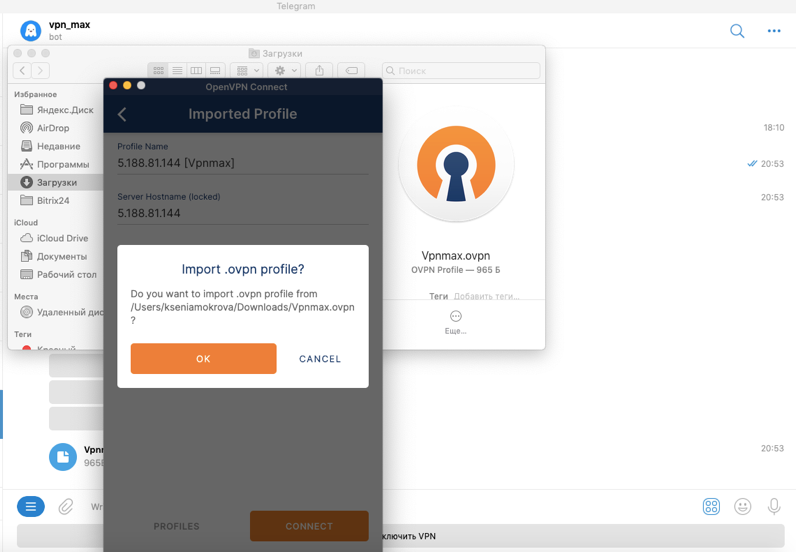 Telegram
vpn_max
bot
Загрузки
Поиск
Избранное
Яндекс.Диск
AirDrop
Недавние
Программы
Загрузки
Bitrix24
iCloud
iCloud Drive
Документы
Рабочий стол
Места
Удаленный дис
Теги
Красный
OpenVPN Connect
Imported Profile
Profile Name
5.188.81.144 [Vpnmax]
Server Hostname (locked)
5.188.81.144
Import .ovpn profile?
Do you want to import .ovpn profile from
/Users/kseniamokrova/Downloads/Vpnmax.ovpn
?
OK
CANCEL
PROFILES
CONNECT
Vpnmax.ovpn
OVPN Profile — 965 Б
Теги Добавить теги...
Еще...
18:10
20:53
20:53
Vpnr
965
20:53
Wr
ключить VPN